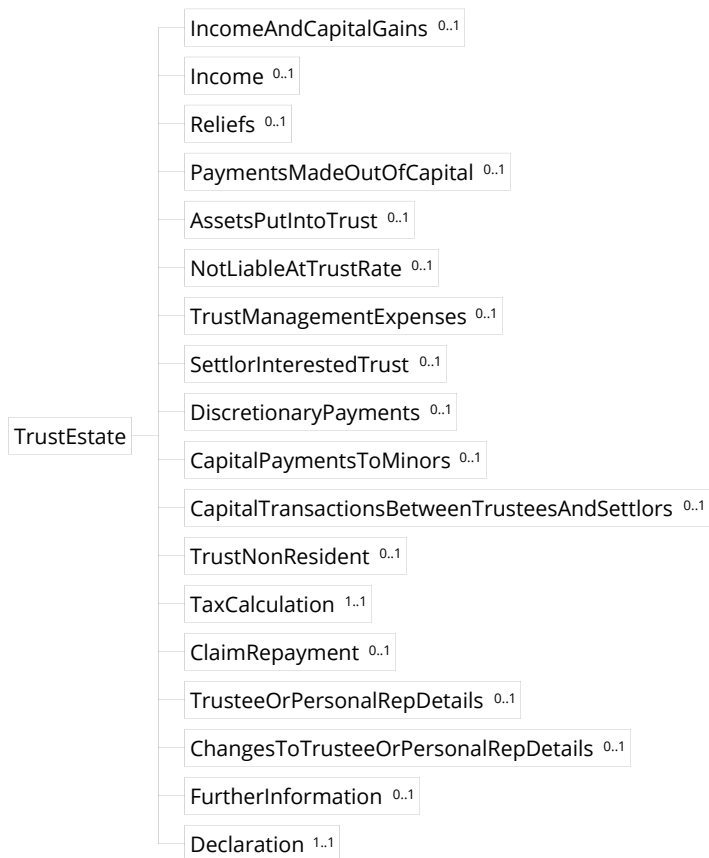 IncomeAndCapitalGains 0..1
Income 0..1
Reliefs 0..1
PaymentsMadeOutOfCapital 0..1
AssetsPutIntoTrust 0..1
NotLiableAtTrustRate 0..1
TrustManagementExpenses 0..1
SettlorInterestedTrust 0..1
DiscretionaryPayments 0..1
TrustEstate
CapitalPaymentsToMinors 0..1
CapitalTransactionsBetweenTrusteesAndSettlors 0..1
TrustNonResident 0..1
TaxCalculation 1..1
ClaimRepayment 0..1
TrusteeOrPersonalRepDetails 0..1
ChangesToTrusteeOrPersonalRepDetails 0..1
FurtherInformation 0..1
Declaration 1..1